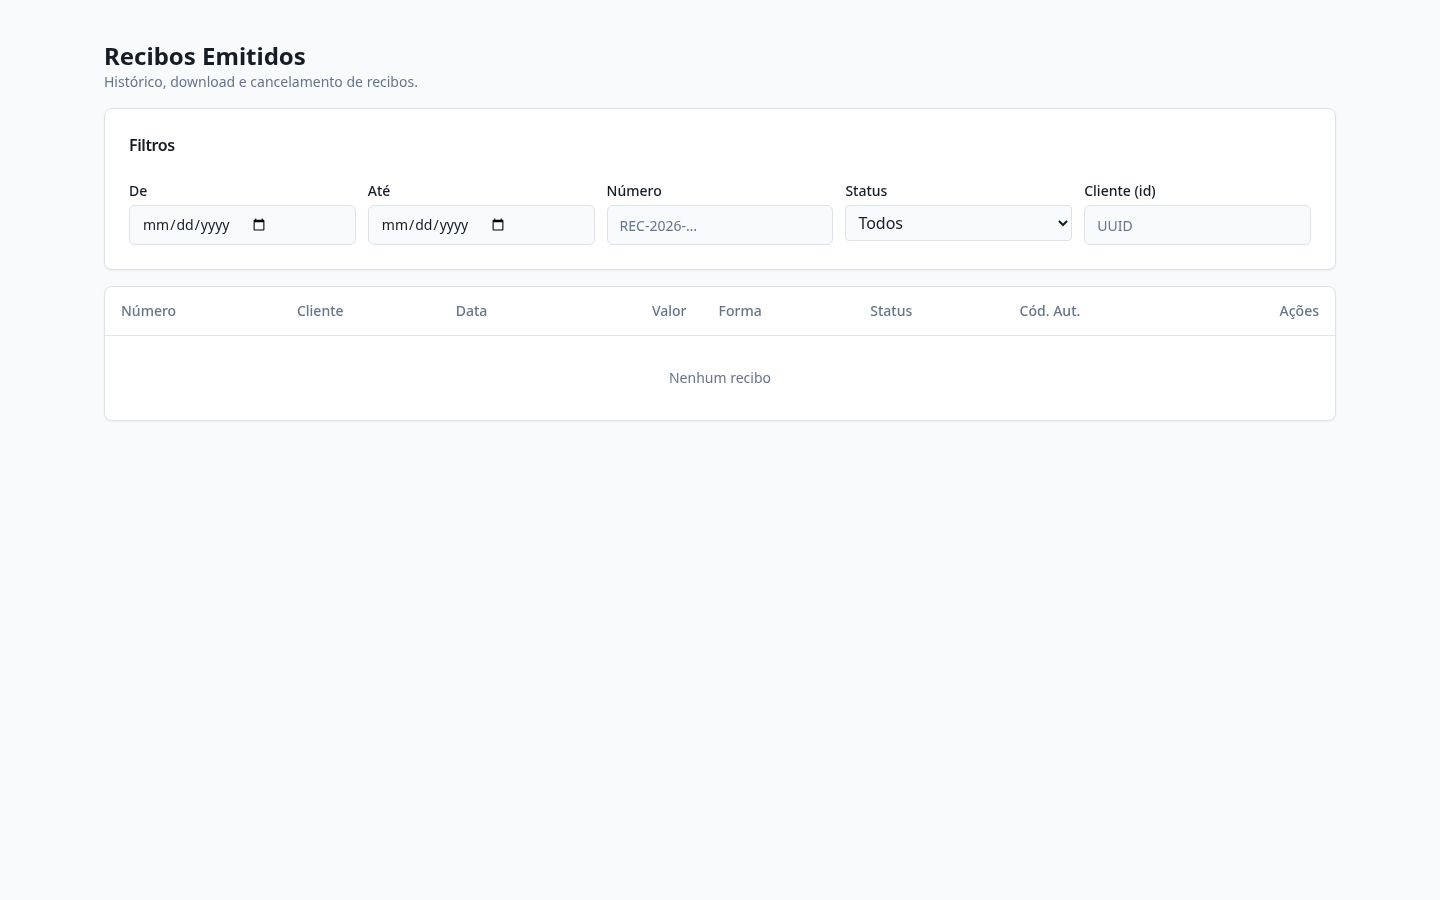 Recibos Emitidos
Histórico, download e cancelamento de recibos.
Filtros
De Até Número Status Cliente (id)
mm/dd/yyyy mm/dd/yyyy REC-2026-... Todos UUID
Número Cliente Data Valor Forma Status Cód. Aut. Ações
Nenhum recibo